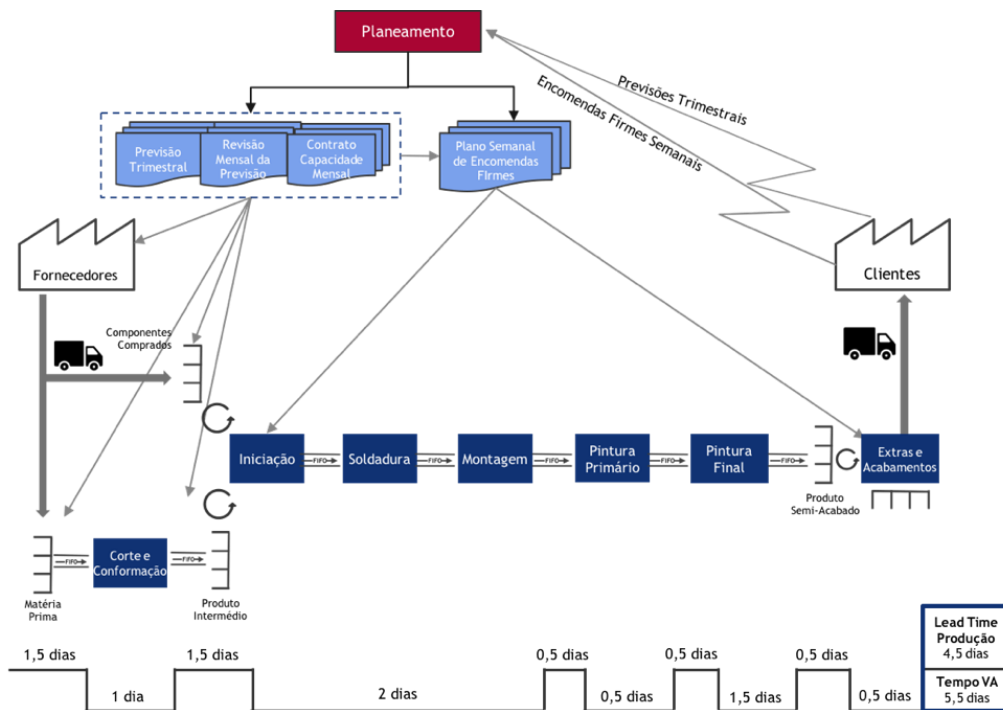 Planeamento
Previsões Trimestrais
Encomendas Firmes Semanais
Previsão
Trimestral
Revisão
Mensal da
Previsão
Contrato
Capacidade
Mensal
Plano Semanal
de Encomendas
FIrmes
Fornecedores
Clientes
Componentes
Comprados
Iniciação
FIFO
Soldadura
FIFO
Montagem
FIFO
Pintura
Primário
FIFO
Pintura
Final
FIFO
Produto
Semi-Acabado
Extras e
Acabamentos
Matéria
Prima
FIFO
Corte e
Conformação
FIFO
Produto
Intermédio
1,5 dias
1 dia
1,5 dias
2 dias
0,5 dias
0,5 dias
0,5 dias
1,5 dias
0,5 dias
0,5 dias
Lead Time
Produção
4,5 dias
Tempo VA
5,5 dias